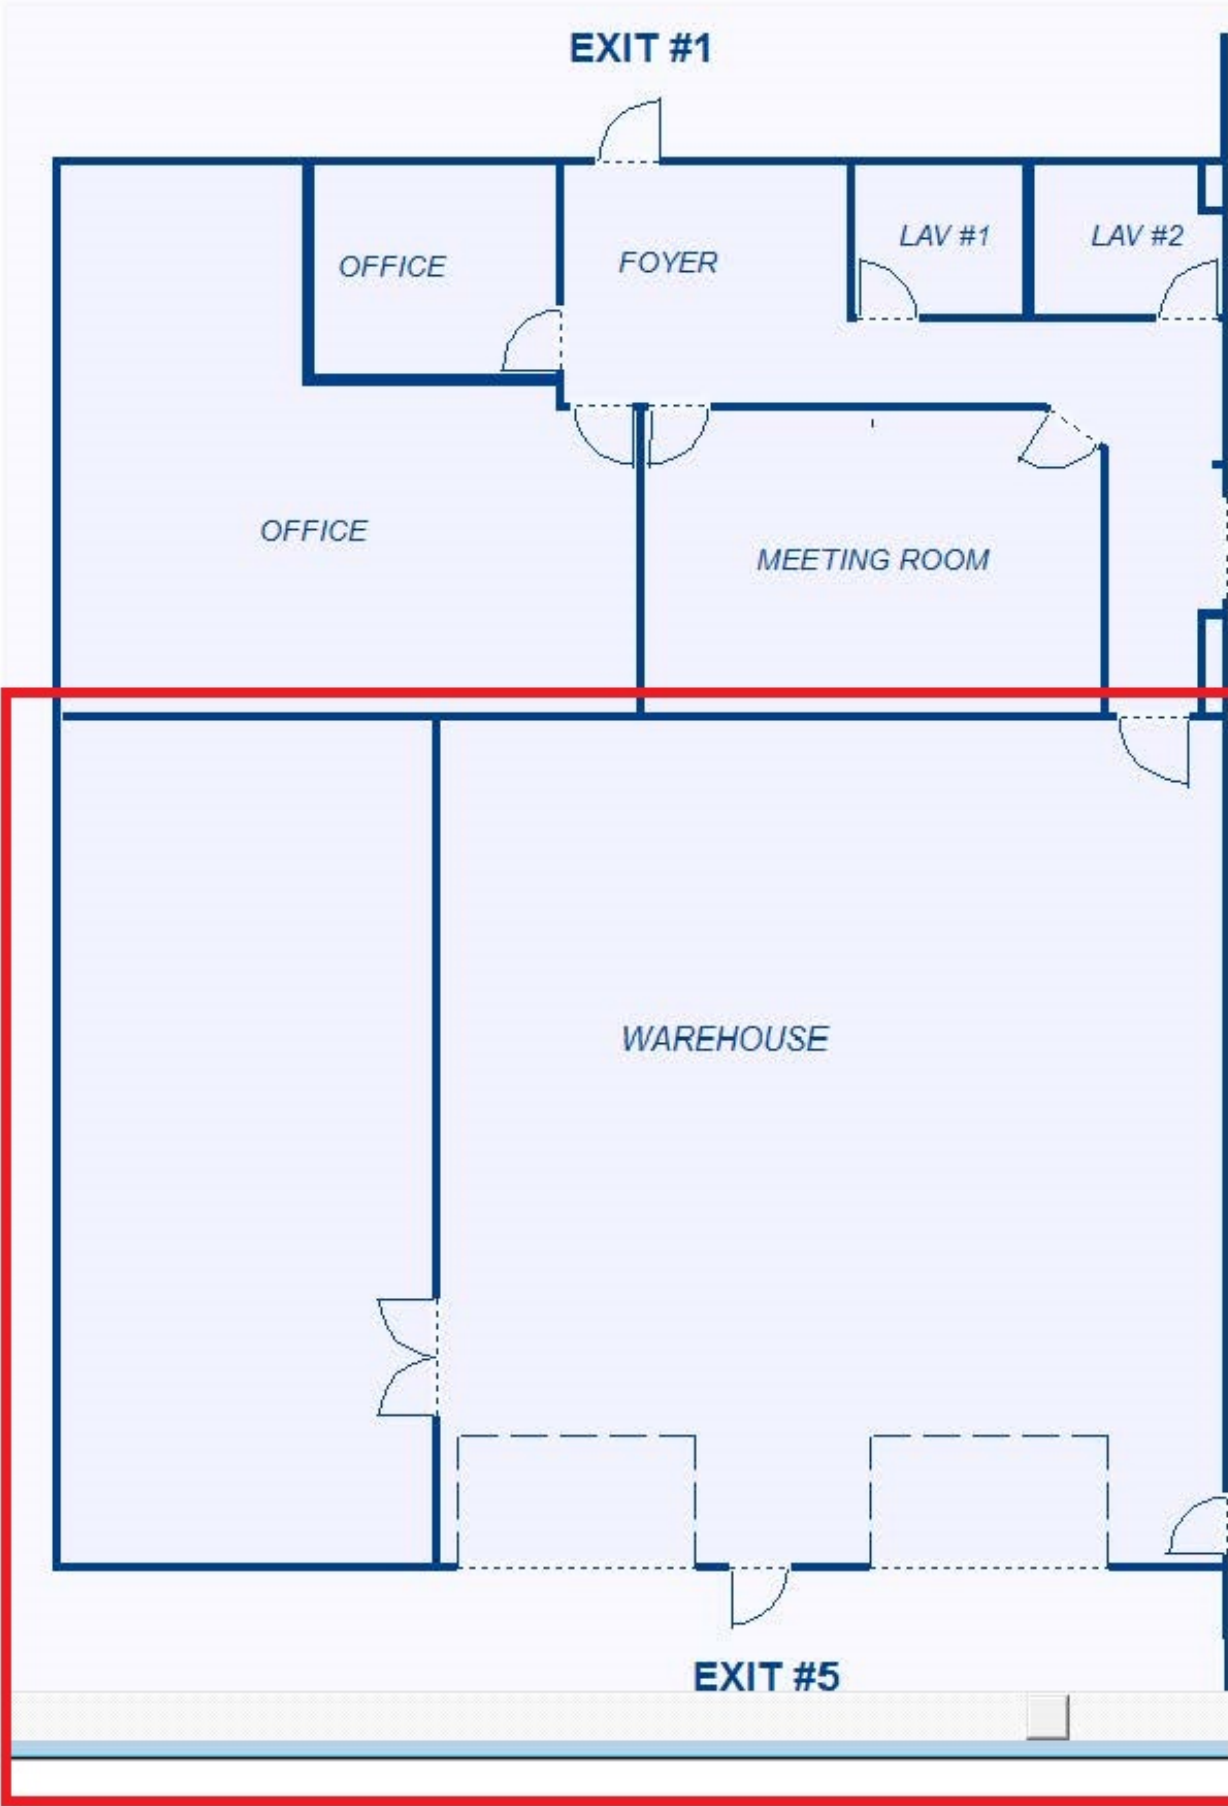 EXIT #1
LAV #1
LAV #2
OFFICE
FOYER
OFFICE
MEETING ROOM
WAREHOUSE
EXIT #5